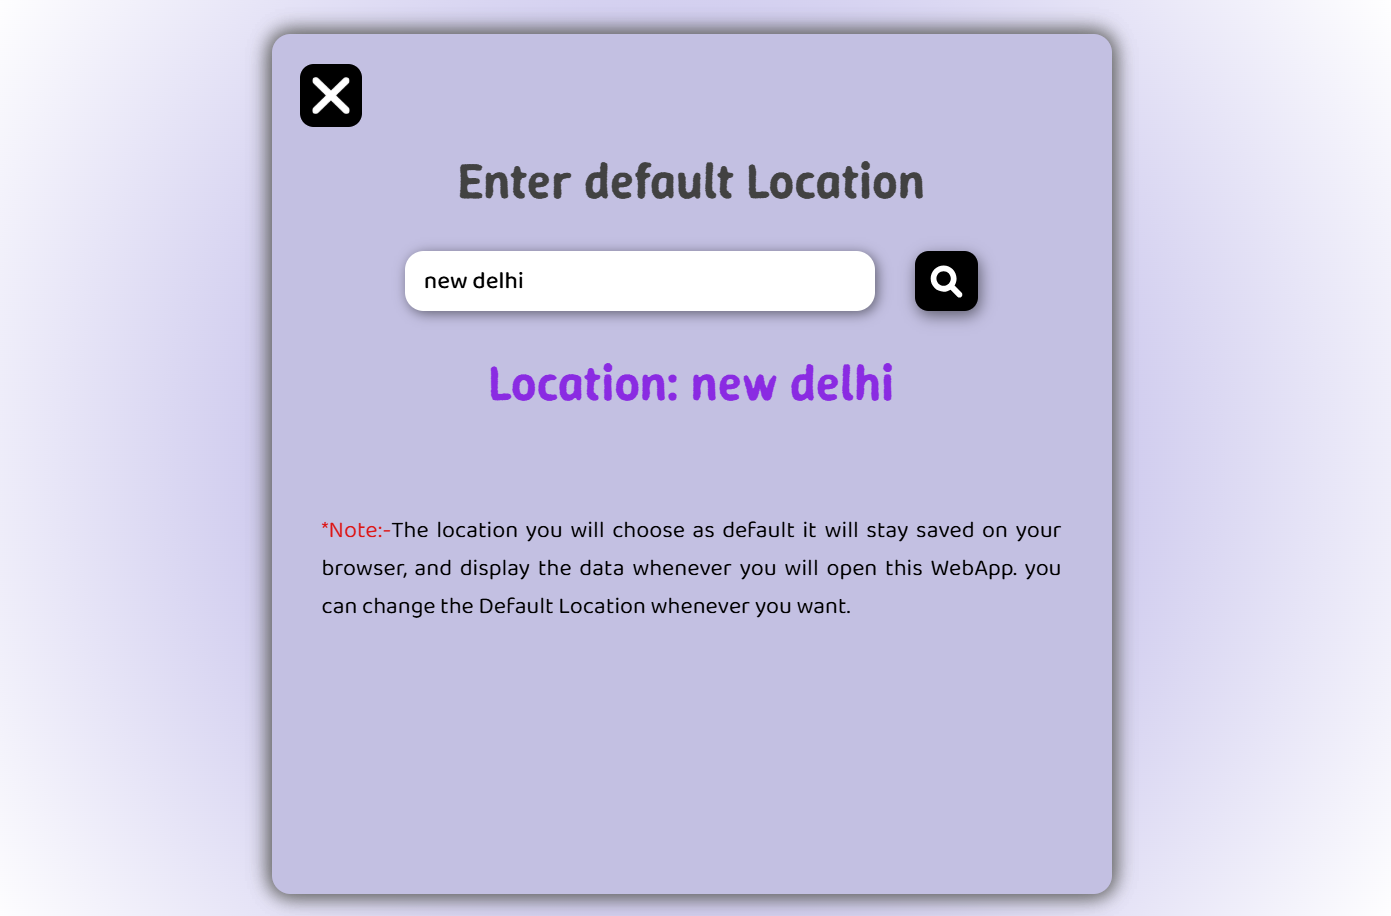 Enter default Location
new delhi
Location: new delhi
*Note:-The location you will choose as default it will stay saved on your
browser, and display the data whenever you will open this WebApp. you
can change the Default Location whenever you want.